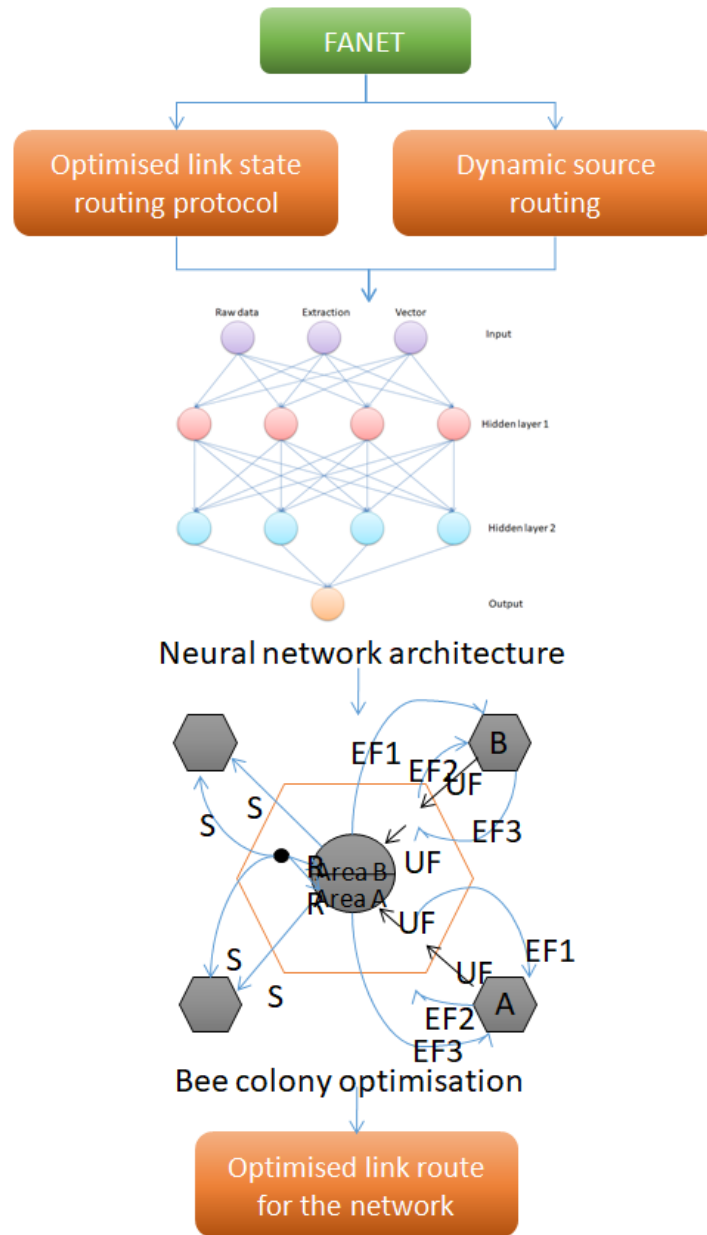 FANET
Optimised link state
routing protocol
Dynamic source
routing
Raw data
Extraction
Vector
Input
Hidden layer 1
Hidden layer 2
Output
Neural network architecture
EF1
B
EF2
UF
S
S
EF3
R
Area B
UF
Area A
R
UF
EF1
S
S
UF
A
EF2
EF3
Bee colony optimisation
Optimised link route
for the network